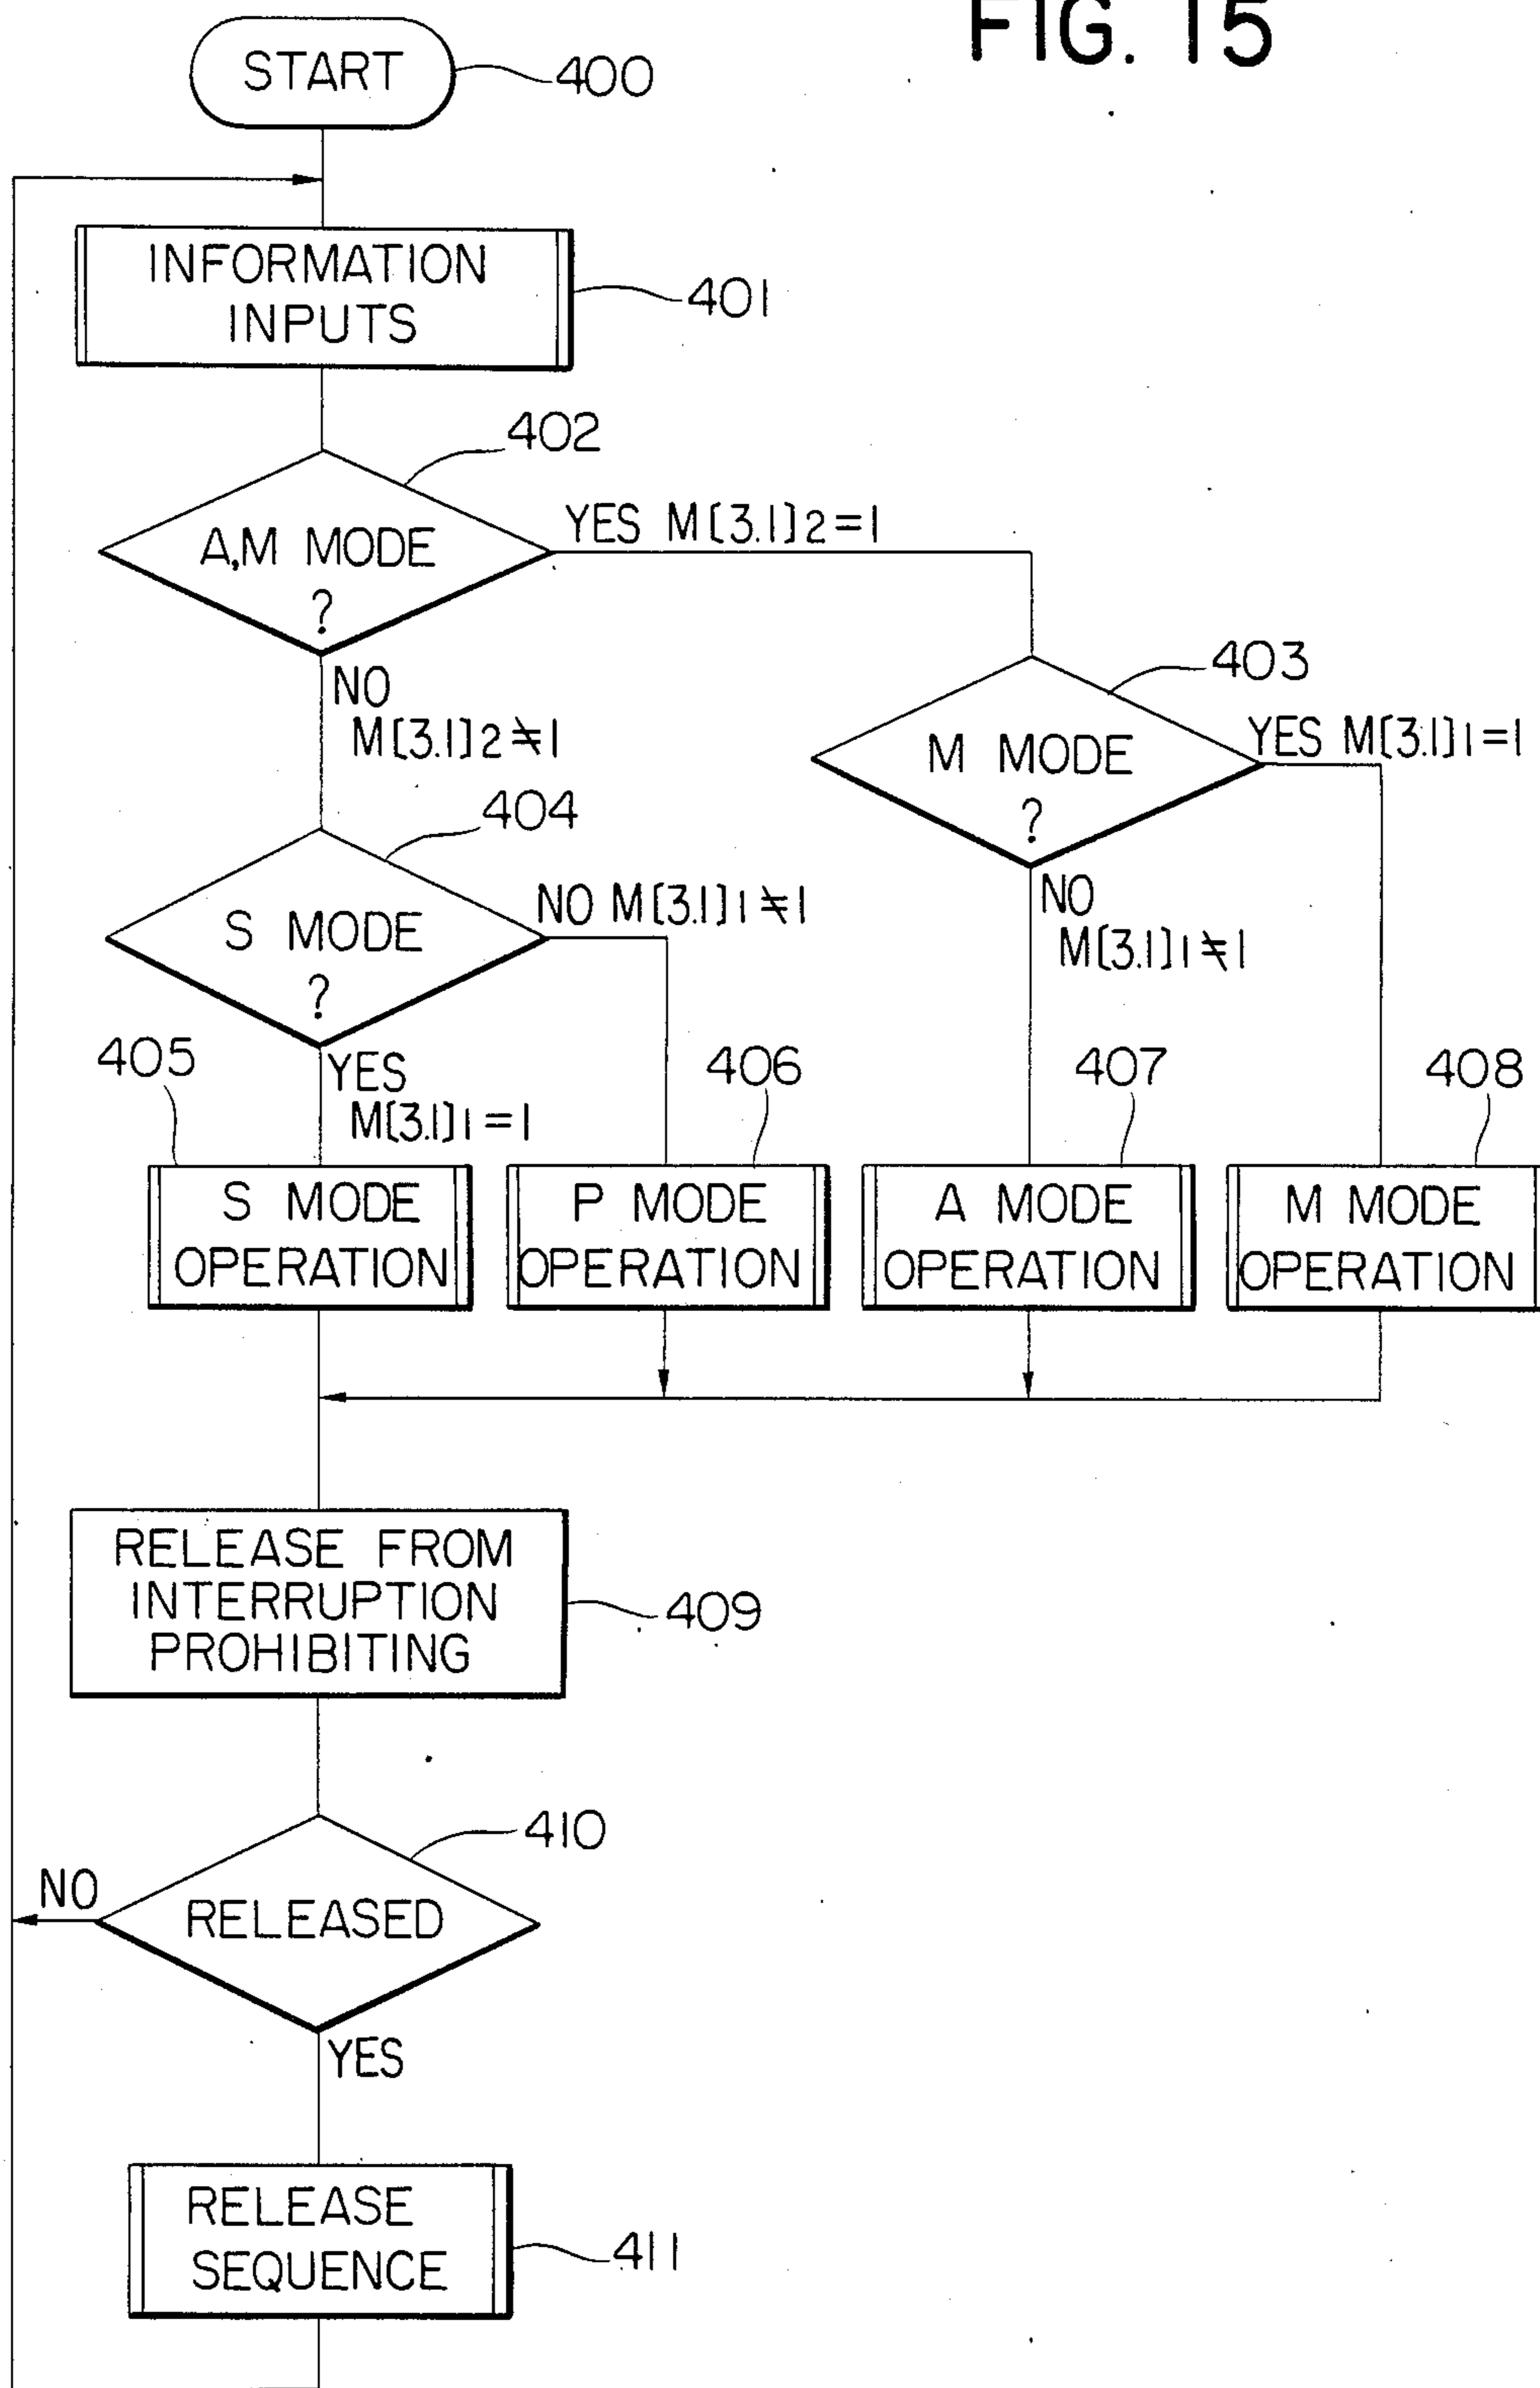 FIG. 15
START
400
INFORMATION
INPUTS
401
402
A,M MODE
?
YES M[3.1]2=1
NO
M[3.1]2≠1
403
M MODE
?
YES M[3.1]1=1
NO
M[3.1]1≠1
404
S MODE
?
NO M[3.1]1≠1
YES
M[3.1]1=1
405
S MODE
OPERATION
406
P MODE
OPERATION
407
A MODE
OPERATION
408
M MODE
OPERATION
RELEASE FROM
INTERRUPTION
PROHIBITING
409
410
NO
RELEASED
YES
RELEASE
SEQUENCE
411